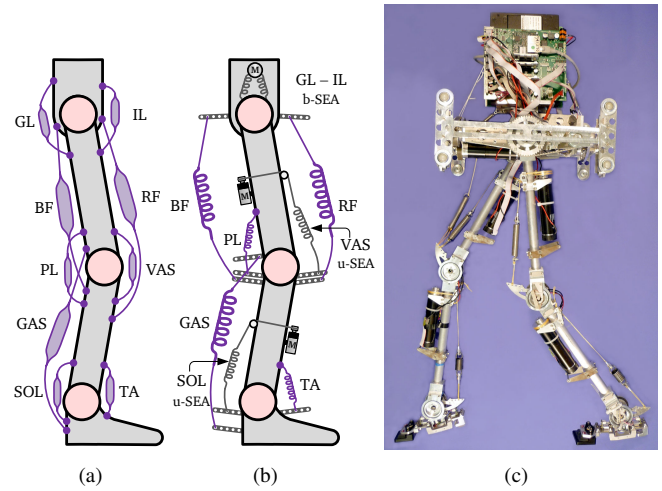 GL
IL
BF
RF
PL
VAS
GAS
SOL
TA
(a)
M
GL – IL
b-SEA
M
BF
RF
PL
VAS
u-SEA
GAS
M
SOL
u-SEA
TA
(b)
(c)